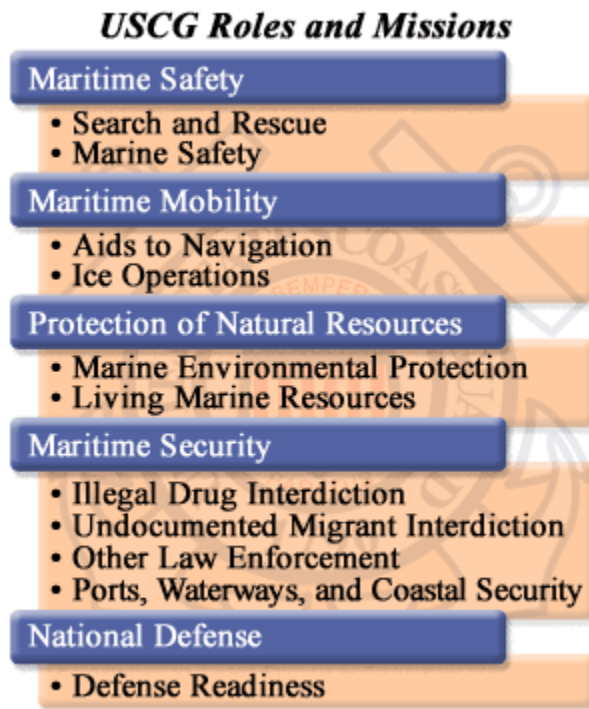 USCG Roles and Missions
Maritime Safety
• Search and Rescue
• Marine Safety
Maritime Mobility
• Aids to Navigation
• Ice Operations
Protection of Natural Resources
• Marine Environmental Protection
• Living Marine Resources
Maritime Security
• Illegal Drug Interdiction
• Undocumented Migrant Interdiction
• Other Law Enforcement
• Ports, Waterways, and Coastal Security
National Defense
• Defense Readiness